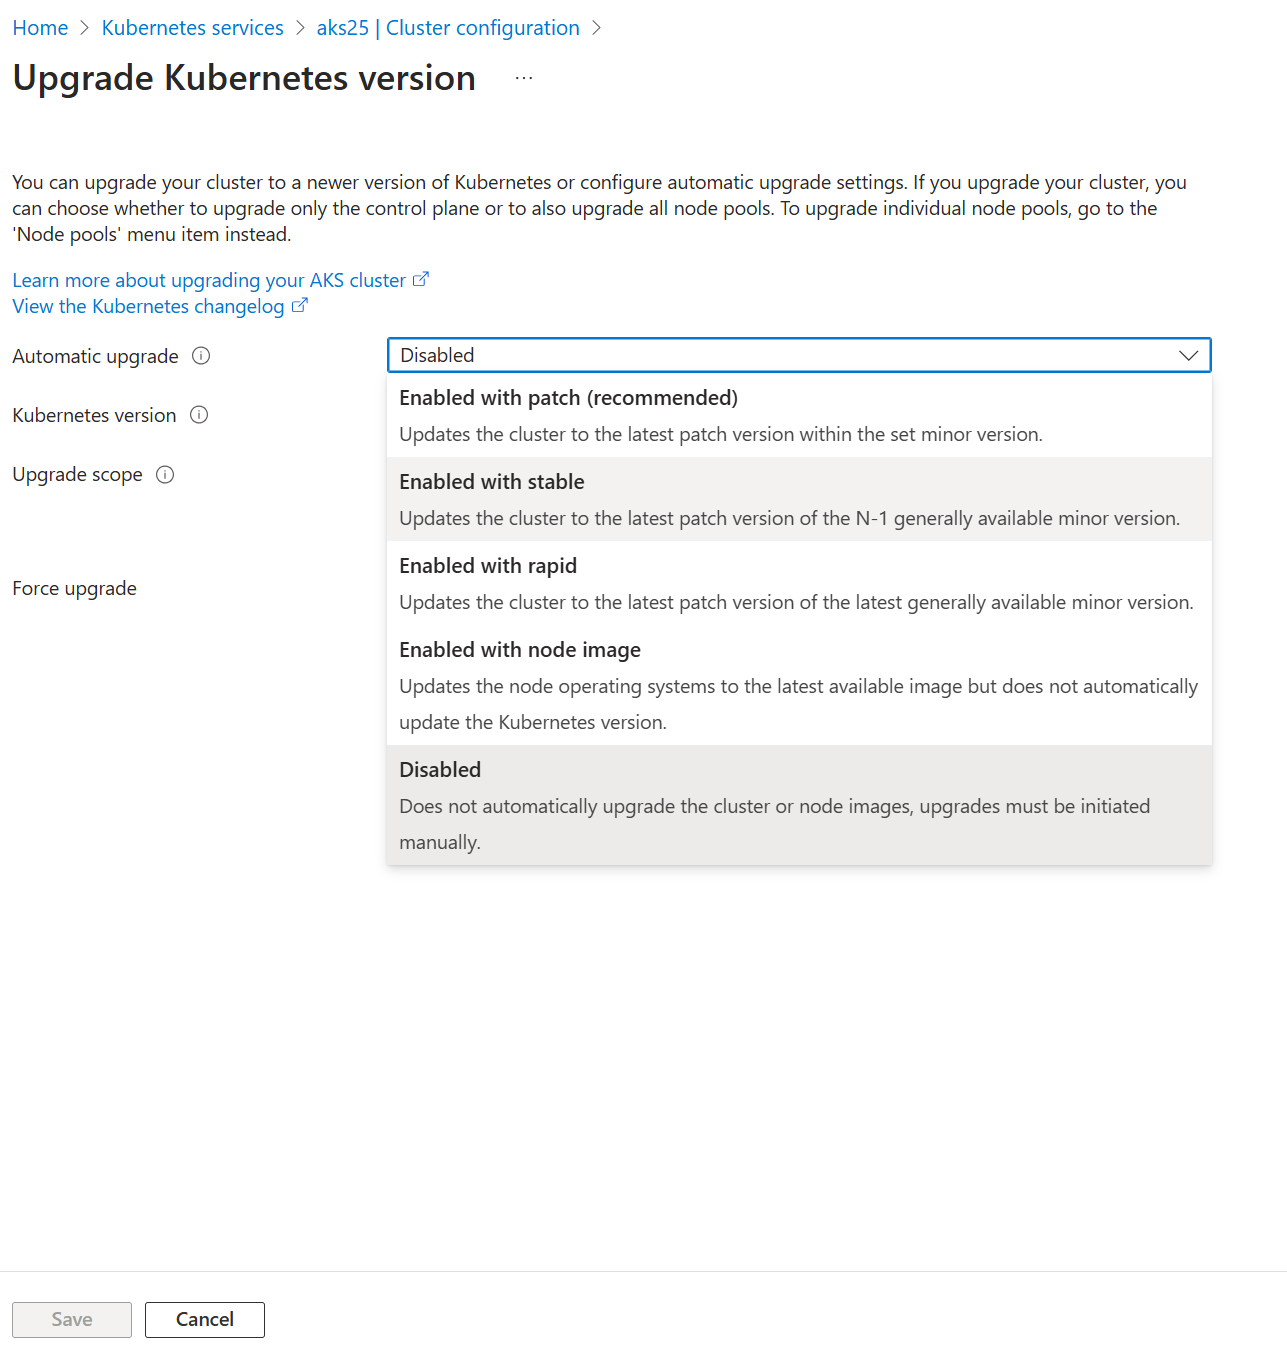 Home > Kubernetes services > aks25 | Cluster configuration >
Upgrade Kubernetes version ...
You can upgrade your cluster to a newer version of Kubernetes or configure automatic upgrade settings. If you upgrade your cluster, you
can choose whether to upgrade only the control plane or to also upgrade all node pools. To upgrade individual node pools, go to the
'Node pools' menu item instead.
Learn more about upgrading your AKS cluster
View the Kubernetes changelog
Automatic upgrade
Disabled
Enabled with patch (recommended)
Updates the cluster to the latest patch version within the set minor version.
Enabled with stable
Updates the cluster to the latest patch version of the N-1 generally available minor version.
Enabled with rapid
Updates the cluster to the latest patch version of the latest generally available minor version.
Enabled with node image
Updates the node operating systems to the latest available image but does not automatically
update the Kubernetes version.
Disabled
Does not automatically upgrade the cluster or node images, upgrades must be initiated
manually.
Kubernetes version
Upgrade scope
Force upgrade
Save
Cancel